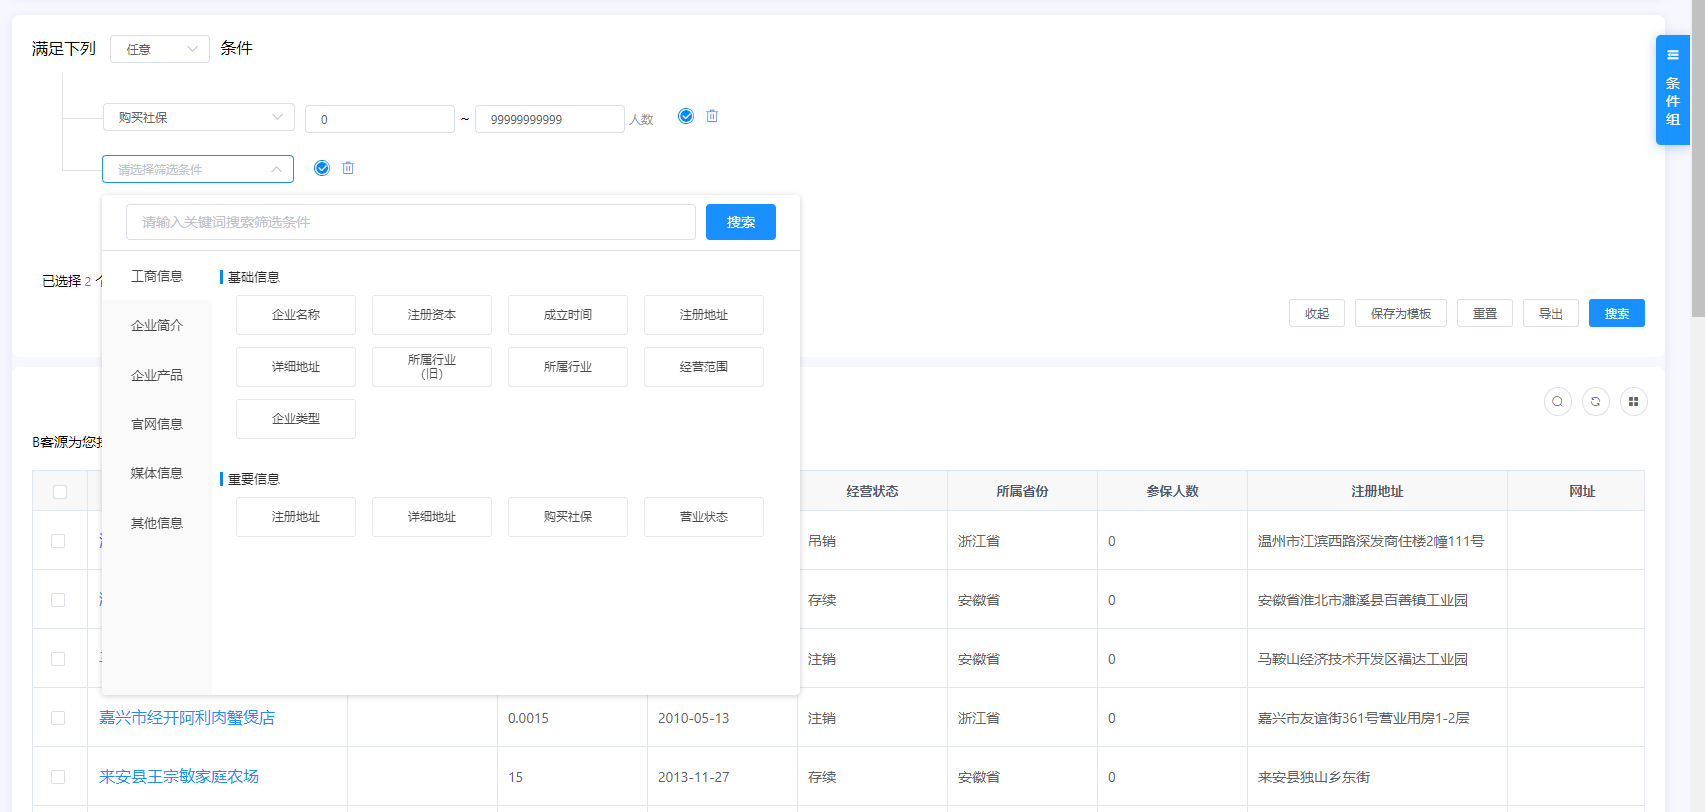 满足下列 任意 条件
购买社保 0 ~ 99999999999 人数
请选择筛选条件
条件组
请输入关键词搜索筛选条件 搜索
已选择 2
工商信息
企业简介
企业产品
官网信息
媒体信息
其他信息
基础信息
企业名称 注册资本 成立时间 注册地址
详细地址 所属行业(旧) 所属行业 经营范围
企业类型
重要信息
注册地址 详细地址 购买社保 营业状态
收起 保存为模板 重置 导出 搜索
B客源为您
经营状态 所属省份 参保人数 注册地址 网址
吊销 浙江省 0 温州市江滨西路深发商住楼2幢111号
存续 安徽省 0 安徽省淮北市濉溪县百善镇工业园
注销 安徽省 0 马鞍山经济技术开发区福达工业园
嘉兴市经开阿利肉蟹煲店 0.0015 2010-05-13 注销 浙江省 0 嘉兴市友谊街361号营业用房1-2层
来安县王宗敏家庭农场 15 2013-11-27 存续 安徽省 0 来安县独山乡东街